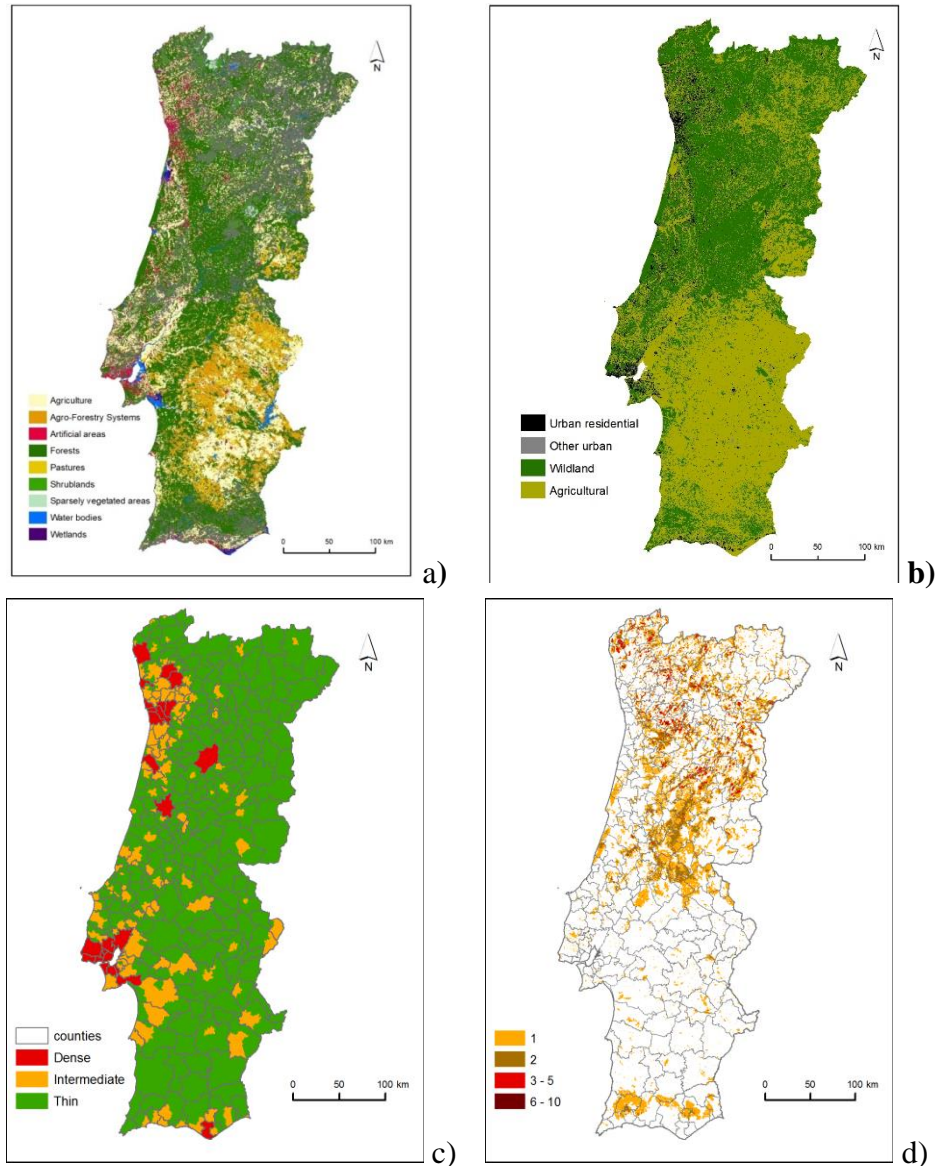 N
Agriculture
Agro-Forestry Systems
Artificial areas
Forests
Pastures
Shrublands
Sparsely vegetated areas
Water bodies
Wetlands
0 50 100 km
a)
N
Urban residential
Other urban
Wildland
Agricultural
0 50 100 km
b)
N
counties
Dense
Intermediate
Thin
0 50 100 km
c)
N
1
2
3 - 5
6 - 10
0 50 100 km
d)